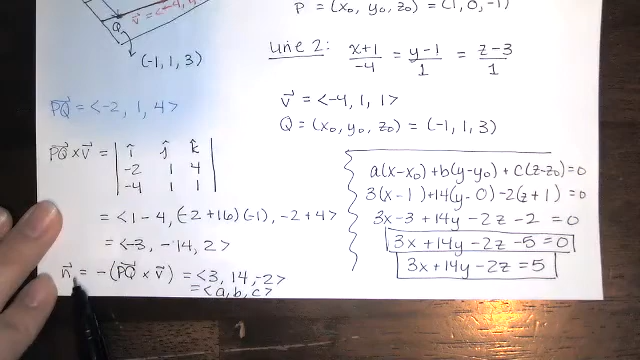 P = (x₀, y₀, z₀) = (1, 0, -1)
Q
v⃗ = <-4, 
(-1, 1, 3)
Line 2: (x+1)/-4 = (y-1)/1 = (z-3)/1
v⃗ = <-4, 1, 1>
Q = (x₀, y₀, z₀) = (-1, 1, 3)
PQ⃗ = <-2, 1, 4>
PQ⃗ × v⃗ = | î ĵ k̂ |
-2 1 4
-4 1 1
= <1-4, (-2+16)(-1), -2+4>
= <-3, -14, 2>
n⃗ = -(PQ⃗ × v⃗) = <3, 14, -2>
= <a, b, c>
a(x-x₀)+b(y-y₀)+c(z-z₀)=0
3(x-1)+14(y-0)-2(z+1)=0
3x-3+14y-2z-2=0
3x+14y-2z-5=0
3x+14y-2z=5